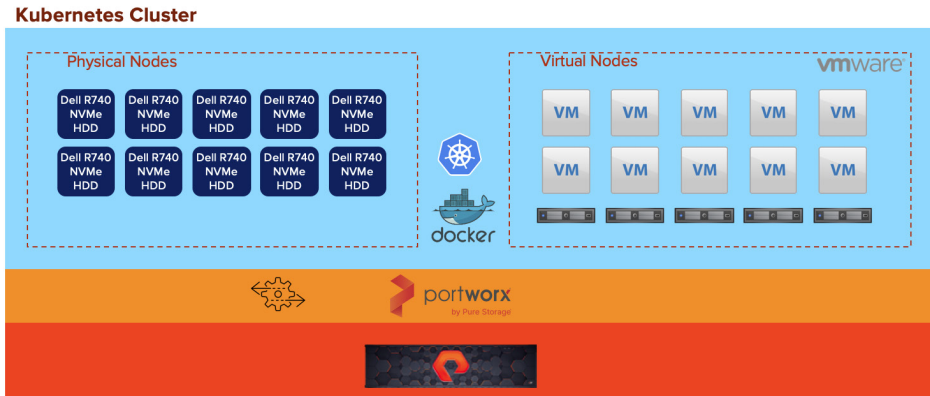 Kubernetes Cluster
Physical Nodes
Virtual Nodes
vmware
Dell R740
NVMe
HDD
Dell R740
NVMe
HDD
Dell R740
NVMe
HDD
Dell R740
NVMe
HDD
Dell R740
NVMe
HDD
VM
VM
VM
VM
VM
Dell R740
NVMe
HDD
Dell R740
NVMe
HDD
Dell R740
NVMe
HDD
Dell R740
NVMe
HDD
Dell R740
NVMe
HDD
VM
VM
VM
VM
VM
docker
portworx
by Pure Storage